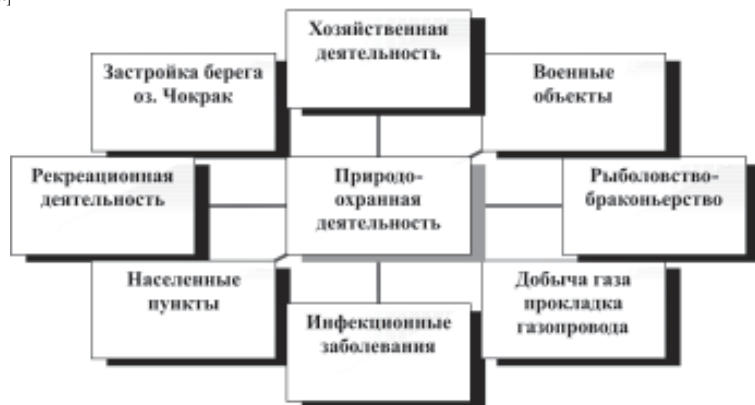 Хозяйственная
деятельность
Застройка берега
оз. Чокрак
Военные
объекты
Рекреационная
деятельность
Природо-
охранная
деятельность
Рыболовство-
браконьерство
Населенные
пункты
Инфекционные
заболевания
Добыча газа
прокладка
газопровода